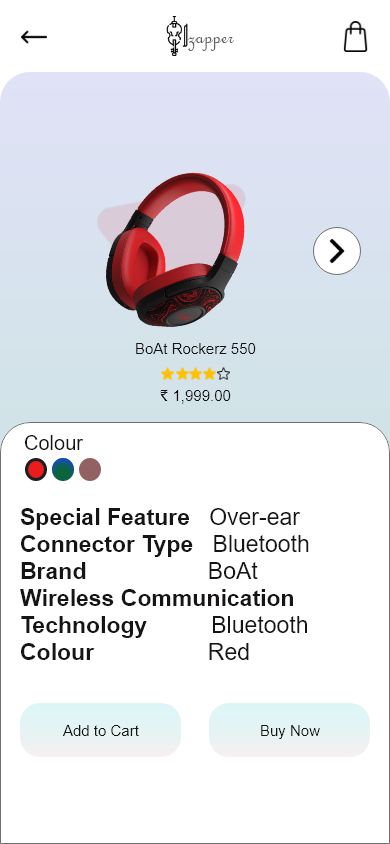 zapper
BoAt Rockerz 550
₹ 1,999.00
Colour
Special Feature Over-ear
Connector Type Bluetooth
Brand BoAt
Wireless Communication
Technology Bluetooth
Colour Red
Add to Cart Buy Now